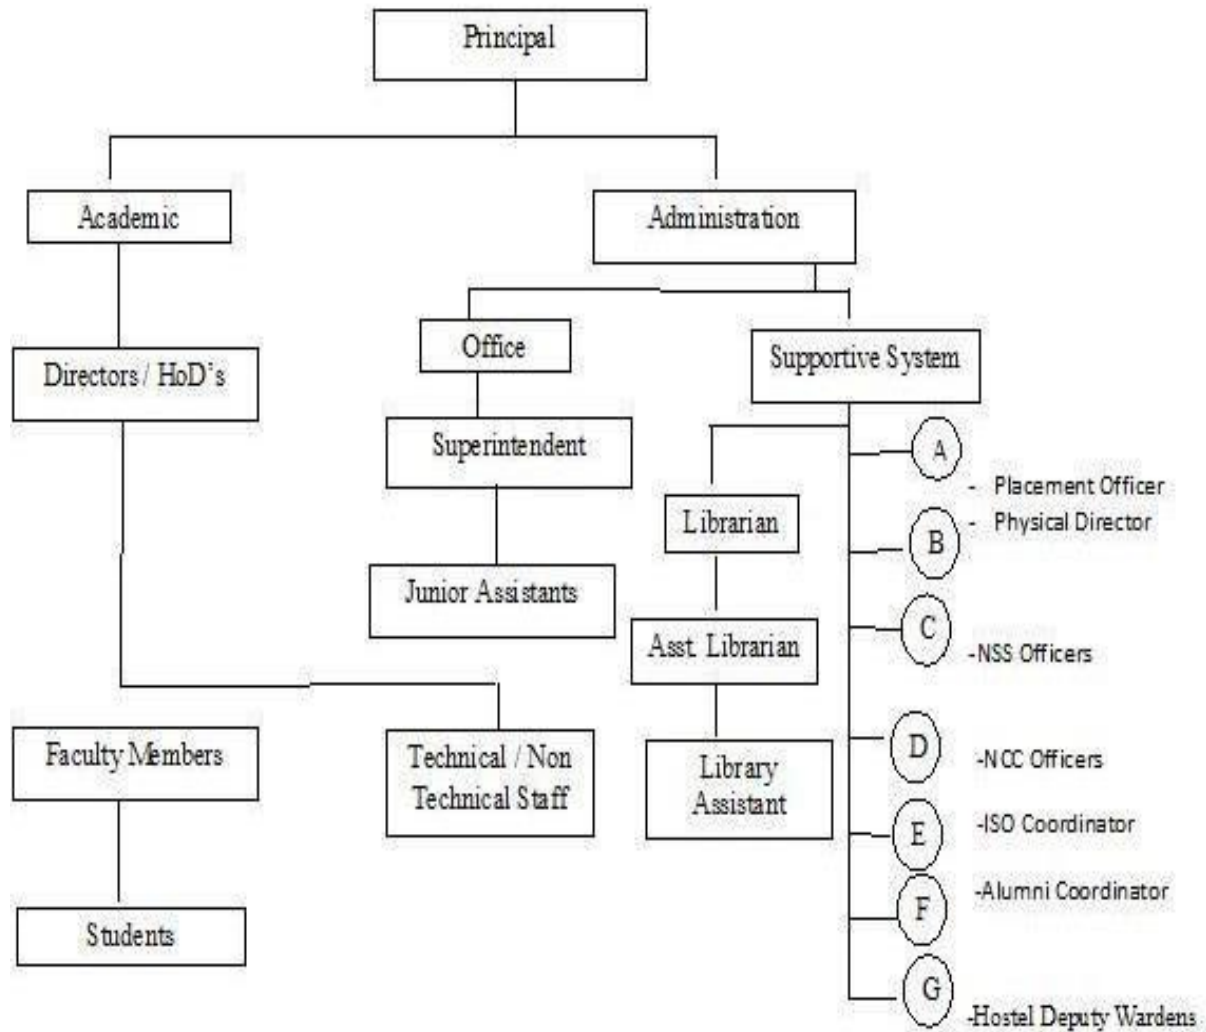 Principal
Academic
Administration
Office
Supportive System
Directors / HoD's
Superintendent
A
- Placement Officer
Librarian
- Physical Director
B
Junior Assistants
Asst. Librarian
C
-NSS Officers
Faculty Members
Technical / Non
Technical Staff
Library
Assistant
D
-NCC Officers
E
-ISO Coordinator
F
-Alumni Coordinator
Students
G
-Hostel Deputy Wardens